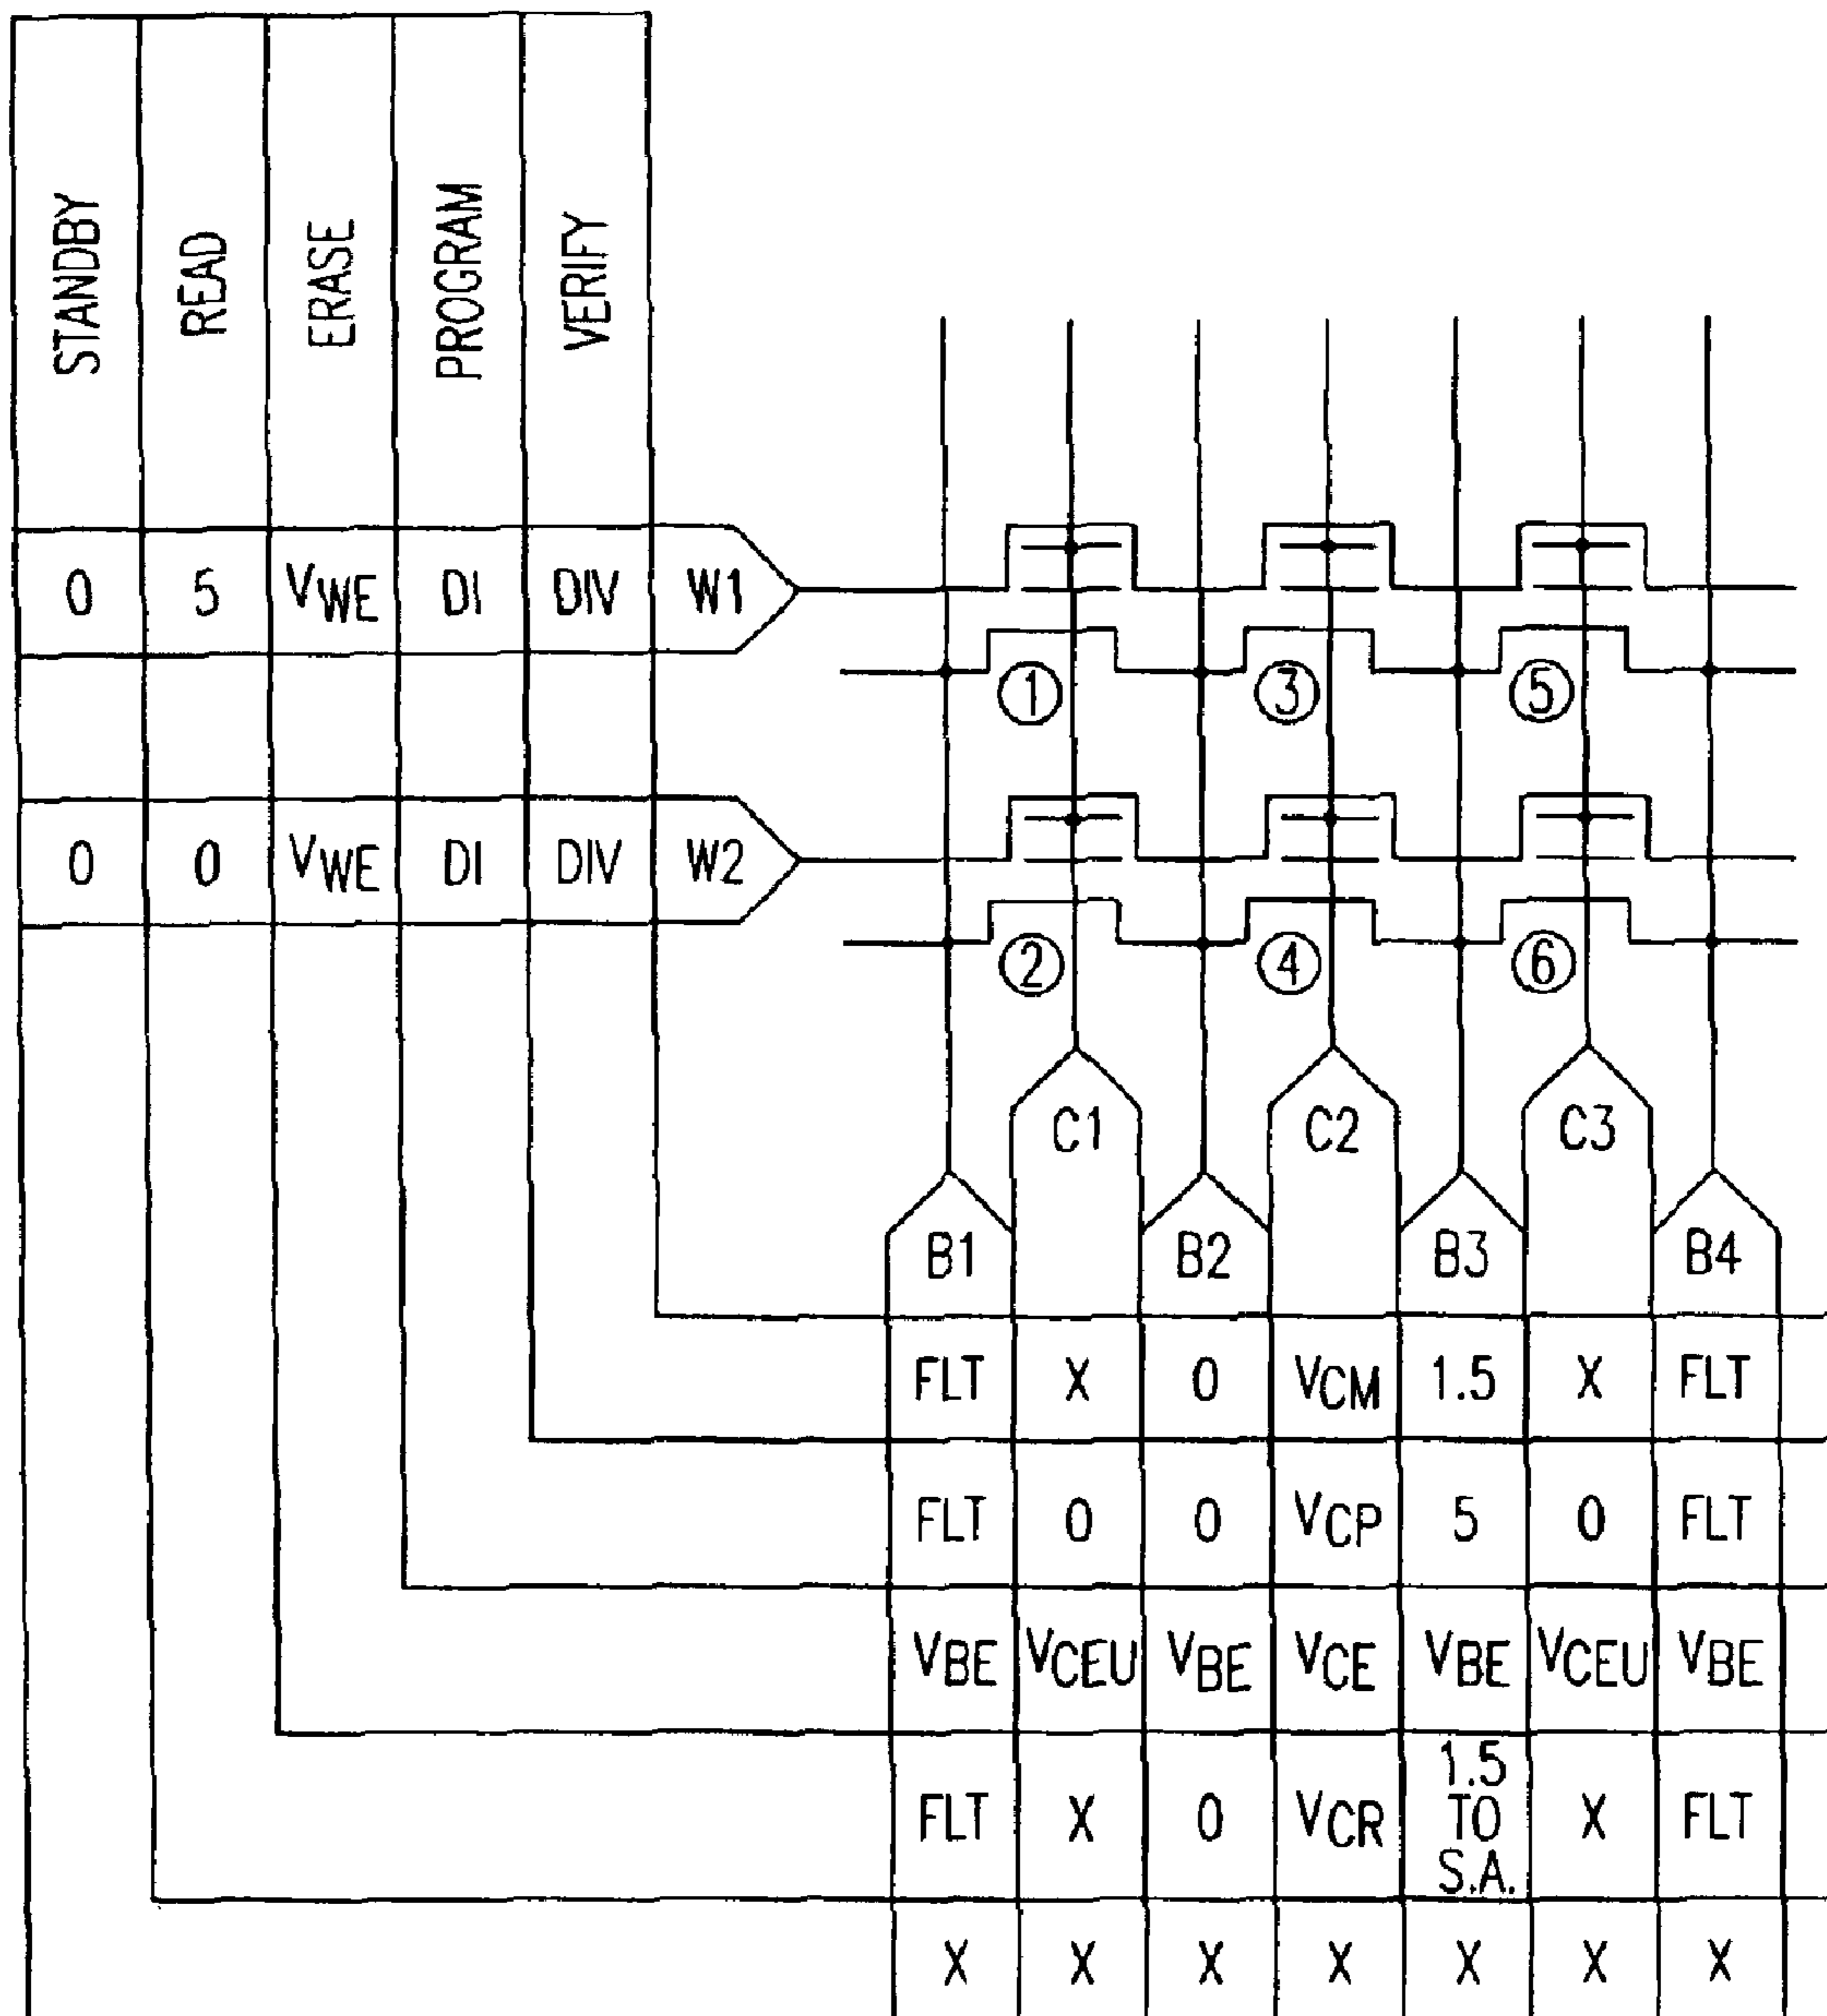 STANDBY
READ
ERASE
PROGRAM
VERIFY
0 5 VWE DI DIV W1
1 3 5
0 0 VWE DI DIV W2
2 4 6
C1 C2 C3
B1 B2 B3 B4
FLT X 0 VCM 1.5 X FLT
FLT 0 0 VCP 5 0 FLT
VBE VCEU VBE VCE VBE VCEU VBE
FLT X 0 VCR 1.5 TO S.A. X FLT
X X X X X X X